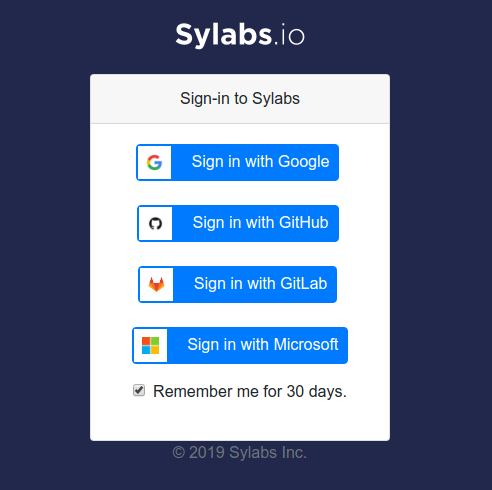 Sylabs.io
Sign-in to Sylabs
Sign in with Google
Sign in with GitHub
Sign in with GitLab
Sign in with Microsoft
Remember me for 30 days.
© 2019 Sylabs Inc.